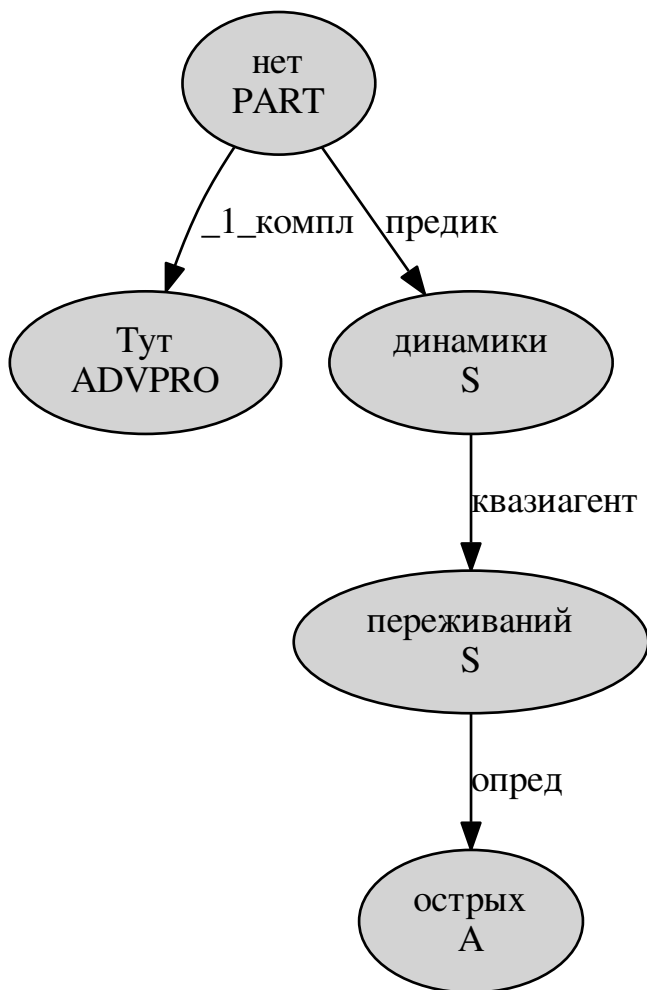 нет
PART
_1_компл
предик
Тут
ADVPRO
динамики
S
квазиагент
переживаний
S
опред
острых
A